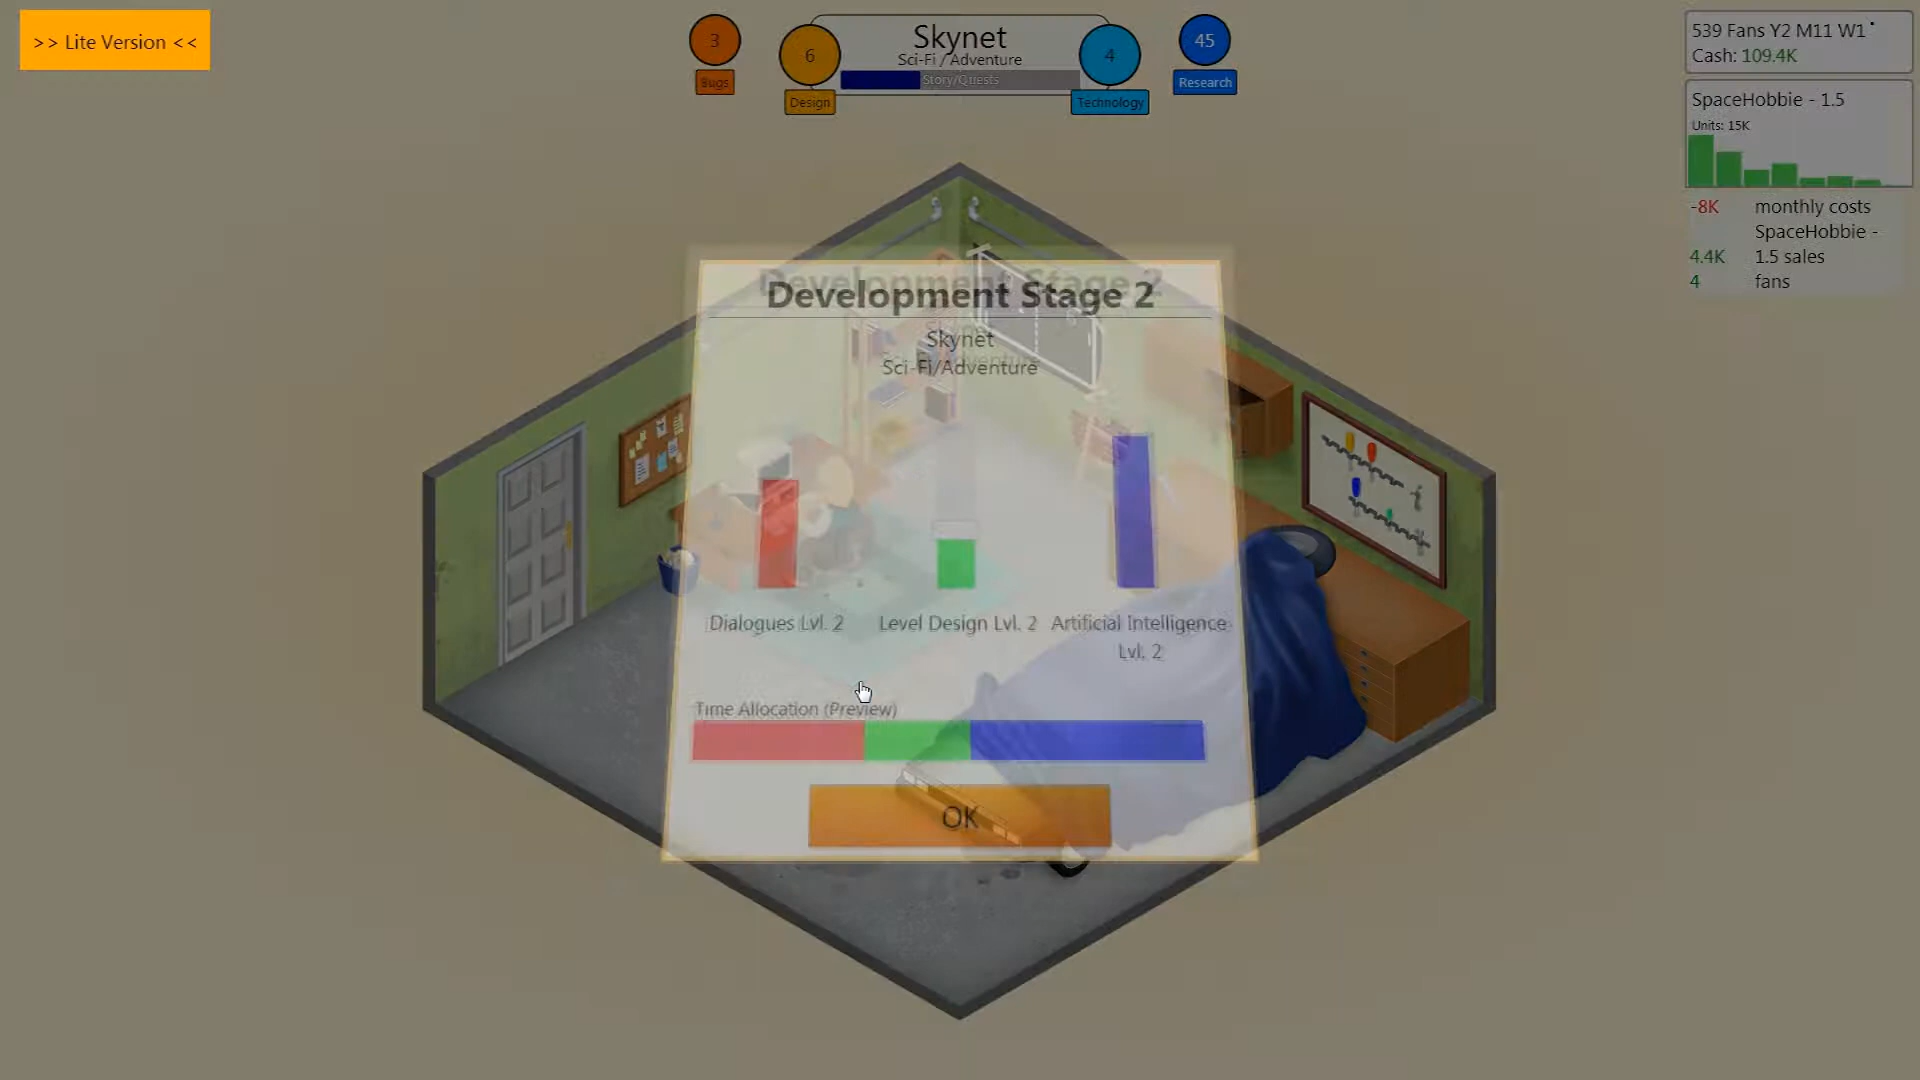 >> Lite Version <<
3
Bugs
6
Design
Skynet
Sci-Fi / Adventure
Story/Quests
4
Technology
45
Research
539 Fans Y2 M11 W1
Cash: 109.4K
SpaceHobbie - 1.5
Units: 15K
-8K monthly costs
SpaceHobbie -
4.4K 1.5 sales
4 fans
Development Stage 2
Skynet
Sci-Fi/Adventure
Dialogues Lvl. 2
Level Design Lvl. 2
Artificial Intelligence
Lvl. 2
Time Allocation (Preview)
OK